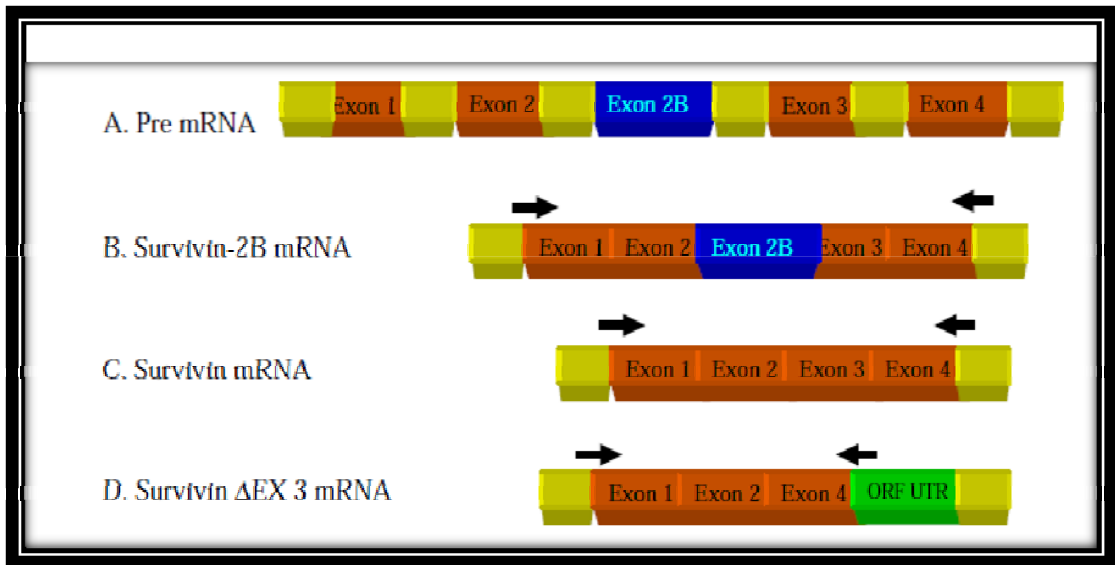 A. Pre mRNA Exon 1 Exon 2 Exon 2B Exon 3 Exon 4
B. Survivin-2B mRNA Exon 1 Exon 2 Exon 2B Exon 3 Exon 4
C. Survivin mRNA Exon 1 Exon 2 Exon 3 Exon 4
D. Survivin ΔEX 3 mRNA Exon 1 Exon 2 Exon 4 ORF UTR